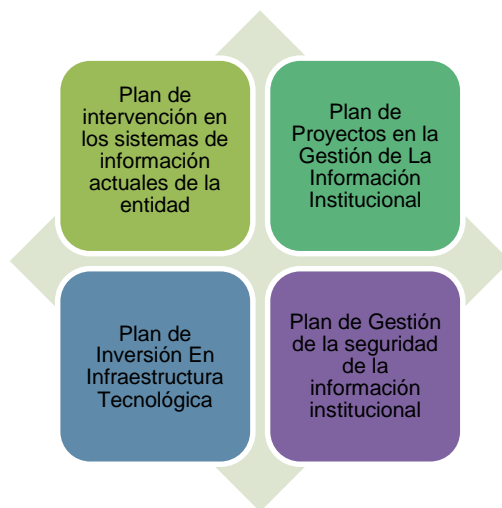 Plan de
intervención en
los sistemas de
información
actuales de la
entidad
Plan de
Proyectos en la
Gestión de La
Información
Institucional
Plan de
Inversión En
Infraestructura
Tecnológica
Plan de Gestión
de la seguridad
de la
información
institucional